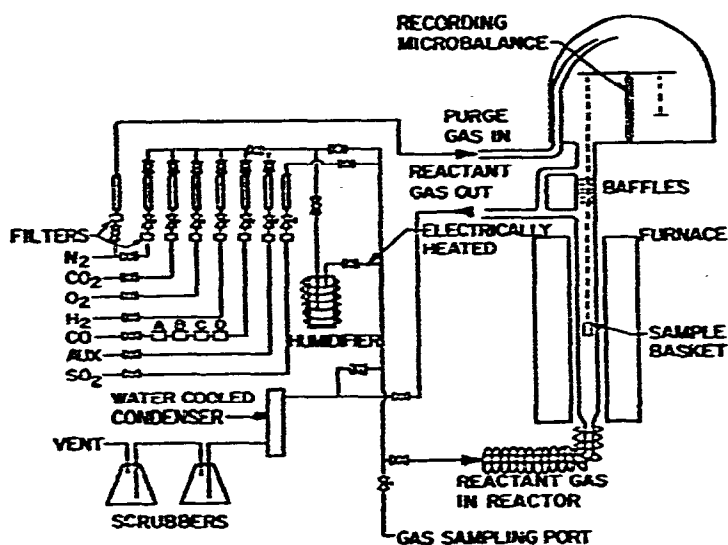 RECORDING
MICROBALANCE
PURGE
GAS IN
REACTANT
GAS OUT
BAFFLES
FILTERS
ELECTRICALLY
HEATED
FURNACE
N2
CO2
O2
H2
CO
A B C D
AUX
SO2
HUMIDIFIER
SAMPLE
BASKET
WATER COOLED
CONDENSER
VENT
SCRUBBERS
REACTANT GAS
IN REACTOR
GAS SAMPLING PORT